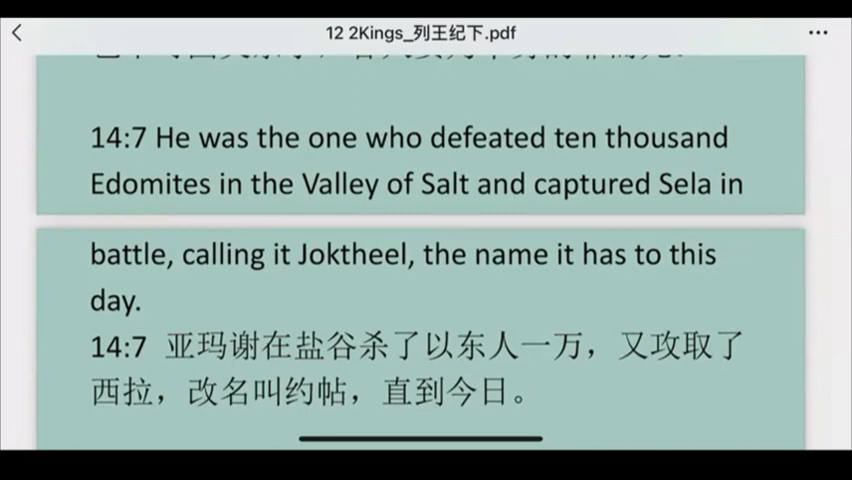 12 2Kings_列王纪下.pdf
14:7 He was the one who defeated ten thousand
Edomites in the Valley of Salt and captured Sela in
battle, calling it Joktheel, the name it has to this
day.
14:7 亚玛谢在盐谷杀了以东人一万，又攻取了
西拉，改名叫约帖，直到今日。